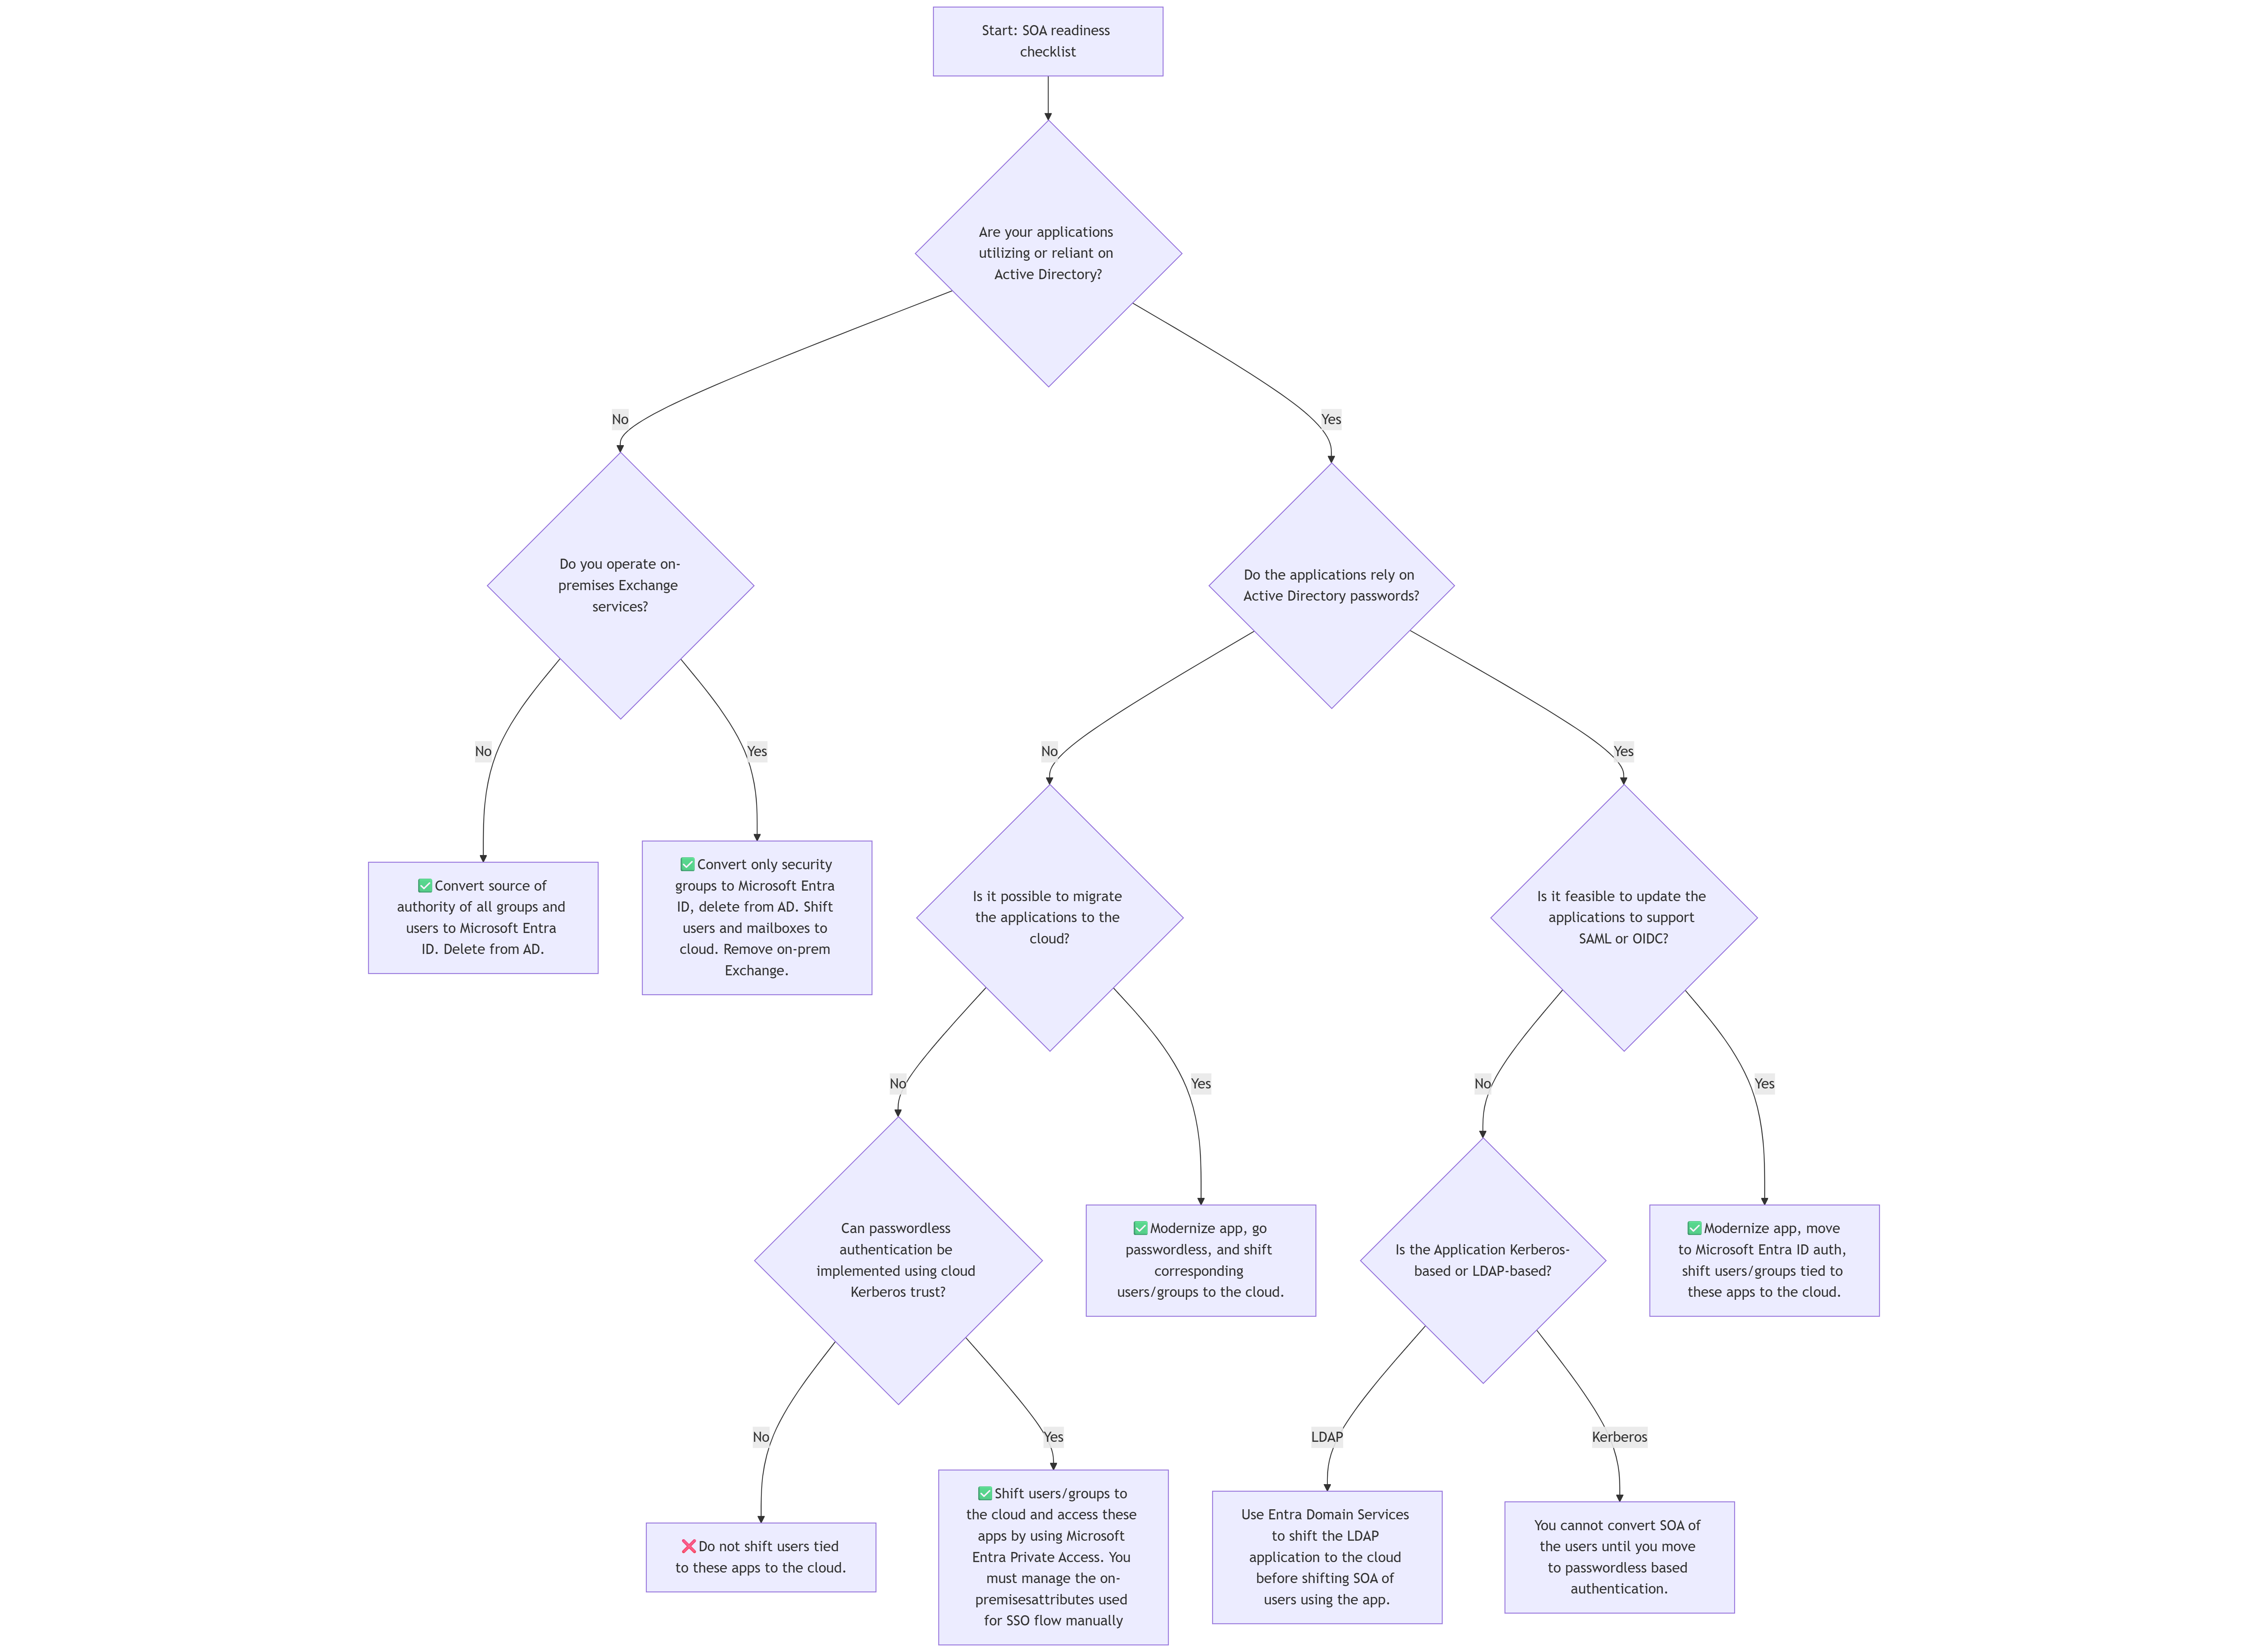 Start: SOA readiness
checklist
Are your applications
utilizing or reliant on
Active Directory?
No
Yes
Do you operate on-
premises Exchange
services?
Do the applications rely on
Active Directory passwords?
No
Yes
No
Yes
✅ Convert source of
authority of all groups and
users to Microsoft Entra
ID. Delete from AD.
✅ Convert only security
groups to Microsoft Entra
ID, delete from AD. Shift
users and mailboxes to
cloud. Remove on-prem
Exchange.
Is it possible to migrate
the applications to the
cloud?
Is it feasible to update the
applications to support
SAML or OIDC?
No
Yes
No
Yes
Can passwordless
authentication be
implemented using cloud
Kerberos trust?
✅ Modernize app, go
passwordless, and shift
corresponding
users/groups to the cloud.
Is the Application Kerberos-
based or LDAP-based?
✅ Modernize app, move
to Microsoft Entra ID auth,
shift users/groups tied to
these apps to the cloud.
No
Yes
LDAP
Kerberos
❌ Do not shift users tied
to these apps to the cloud.
✅ Shift users/groups to
the cloud and access these
apps by using Microsoft
Entra Private Access. You
must manage the on-
premisesattributes used
for SSO flow manually
Use Entra Domain Services
to shift the LDAP
application to the cloud
before shifting SOA of
users using the app.
You cannot convert SOA of
the users until you move
to passwordless based
authentication.